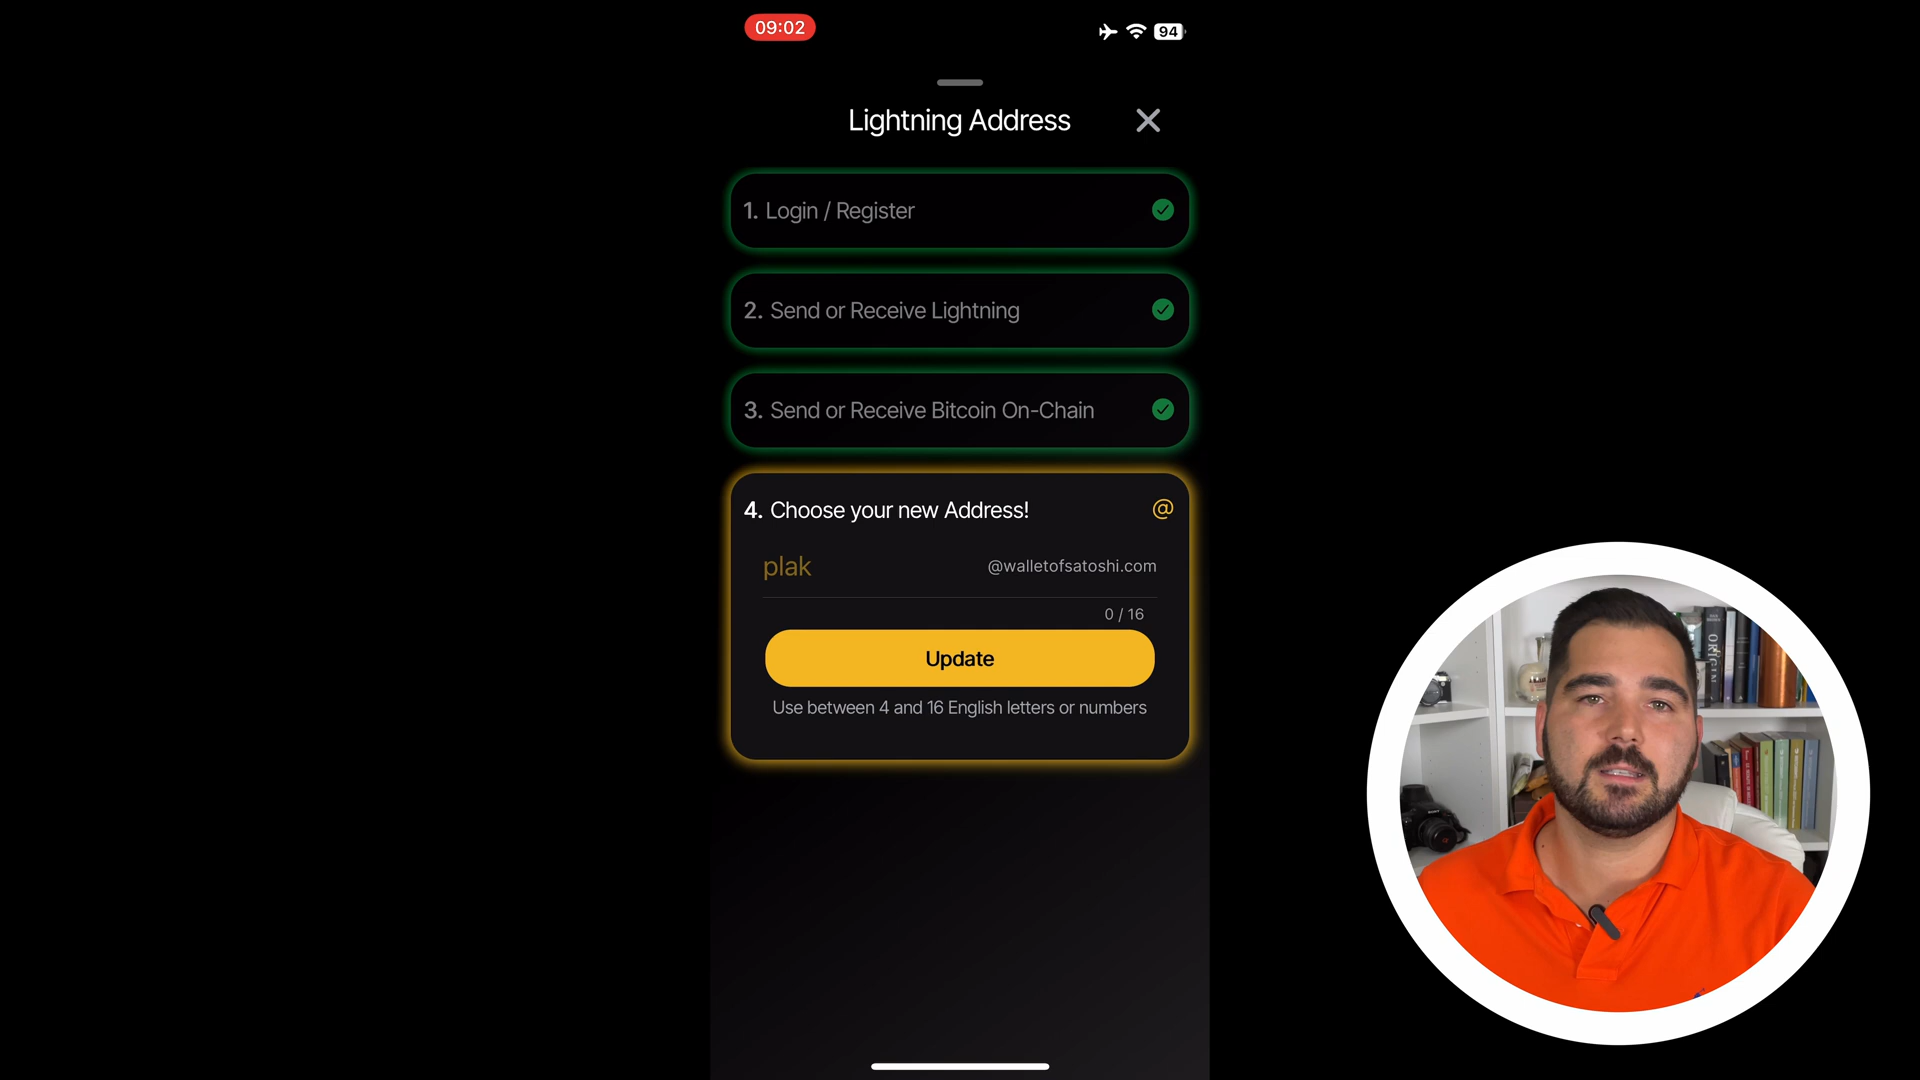 09:02
94
Lightning Address
1. Login / Register
2. Send or Receive Lightning
3. Send or Receive Bitcoin On-Chain
4. Choose your new Address!
@
plak
@walletofsatoshi.com
0 / 16
Update
Use between 4 and 16 English letters or numbers